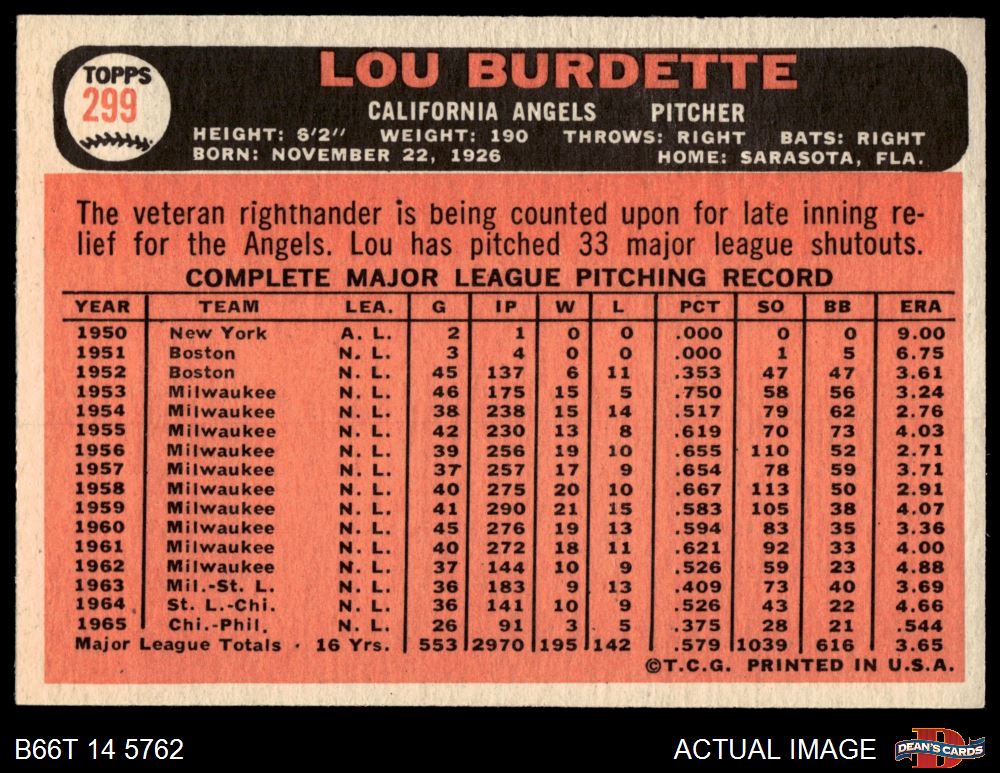 TOPPS
299
LOU BURDETTE
CALIFORNIA ANGELS PITCHER
HEIGHT: 6'2" WEIGHT: 190 THROWS: RIGHT BATS: RIGHT
BORN: NOVEMBER 22, 1926 HOME: SARASOTA, FLA.
The veteran righthander is being counted upon for late inning re-
lief for the Angels. Lou has pitched 33 major league shutouts.
COMPLETE MAJOR LEAGUE PITCHING RECORD
YEAR TEAM LEA. G IP W L PCT SO BB ERA
1950 New York A. L. 2 1 0 0 .000 0 0 9.00
1951 Boston N. L. 3 4 0 0 .000 1 5 6.75
1952 Boston N. L. 45 137 6 11 .353 47 47 3.61
1953 Milwaukee N. L. 46 175 15 5 .750 58 56 3.24
1954 Milwaukee N. L. 38 238 15 14 .517 79 62 2.76
1955 Milwaukee N. L. 42 230 13 8 .619 70 73 4.03
1956 Milwaukee N. L. 39 256 19 10 .655 110 52 2.71
1957 Milwaukee N. L. 37 257 17 9 .654 78 59 3.71
1958 Milwaukee N. L. 40 275 20 10 .667 113 50 2.91
1959 Milwaukee N. L. 41 290 21 15 .583 105 38 4.07
1960 Milwaukee N. L. 45 276 19 13 .594 83 35 3.36
1961 Milwaukee N. L. 40 272 18 11 .621 92 33 4.00
1962 Milwaukee N. L. 37 144 10 9 .526 59 23 4.88
1963 Mil.-St. L. N. L. 36 183 9 13 .409 73 40 3.69
1964 St. L.-Chi. N. L. 36 141 10 9 .526 43 22 4.66
1965 Chi.-Phil. N. L. 26 91 3 5 .375 28 21 .544
Major League Totals · 16 Yrs. 553 2970 195 142 .579 1039 616 3.65
©T.C.G. PRINTED IN U.S.A.
B66T 14 5762 ACTUAL IMAGE
D
DEAN'S CARDS